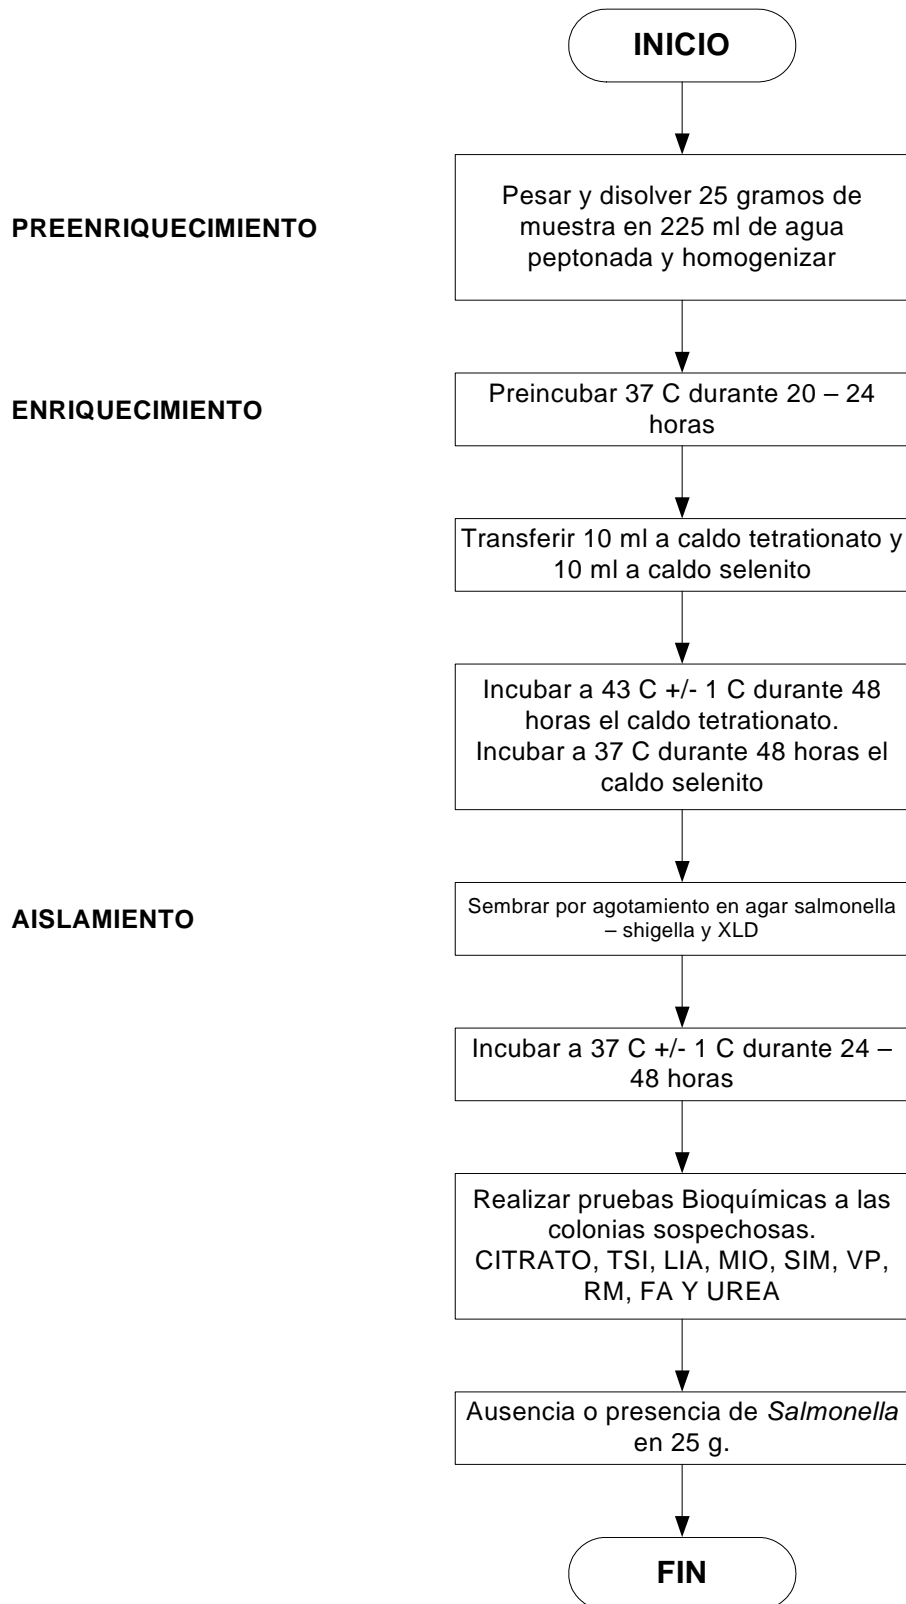 INICIO
PREENRIQUECIMIENTO
Pesar y disolver 25 gramos de
muestra en 225 ml de agua
peptonada y homogenizar
ENRIQUECIMIENTO
Preincubar 37 C durante 20 – 24
horas
Transferir 10 ml a caldo tetrationato y
10 ml a caldo selenito
Incubar a 43 C +/- 1 C durante 48
horas el caldo tetrationato.
Incubar a 37 C durante 48 horas el
caldo selenito
AISLAMIENTO
Sembrar por agotamiento en agar salmonella
– shigella y XLD
Incubar a 37 C +/- 1 C durante 24 –
48 horas
Realizar pruebas Bioquímicas a las
colonias sospechosas.
CITRATO, TSI, LIA, MIO, SIM, VP,
RM, FA Y UREA
Ausencia o presencia de Salmonella
en 25 g.
FIN